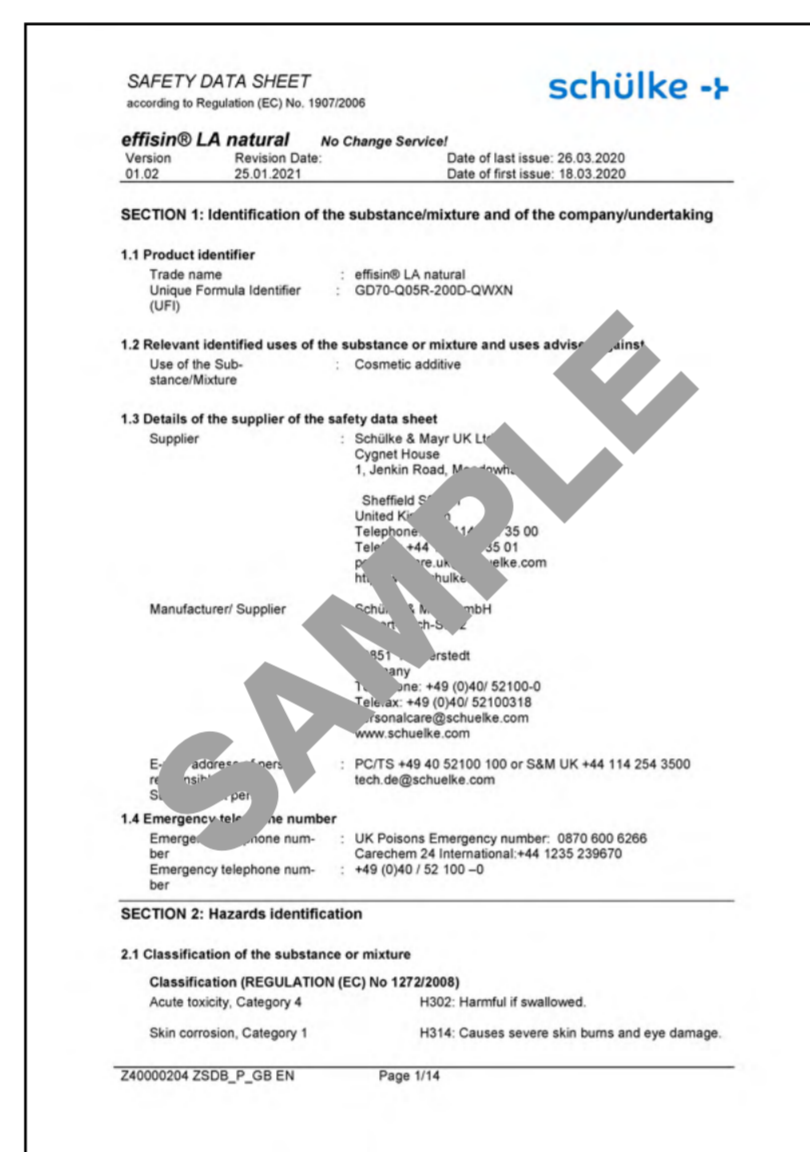 SAFETY DATA SHEET
according to Regulation (EC) No. 1907/2006
schülke
effisin® LA natural No Change Service!
Version Revision Date: Date of last issue: 26.03.2020
01.02 25.01.2021 Date of first issue: 18.03.2020
SECTION 1: Identification of the substance/mixture and of the company/undertaking
1.1 Product identifier
Trade name : effisin® LA natural
Unique Formula Identifier : GD70-Q05R-200D-QWXN
(UFI)
1.2 Relevant identified uses of the substance or mixture and uses
Use of the Sub- : Cosmetic additive
stance/Mixture
1.3 Details of the supplier of the safety data sheet
Supplier : Schülke & Mayr UK
Cygnet House
1, Jenkin Road,
Sheffield
United
Telephone 35 00
+44 35 01
Manufacturer/ Supplier
+49 (0)40/ 52100-0
Telefax: +49 (0)40/ 52100318
www.schuelke.com
: PC/TS +49 40 52100 100 or S&M UK +44 114 254 3500
tech.de@schuelke.com
1.4 Emergency number
num- : UK Poisons Emergency number: 0870 600 6266
ber Carechem 24 International:+44 1235 239670
Emergency telephone num- : +49 (0)40 / 52 100 –0
ber
SECTION 2: Hazards identification
2.1 Classification of the substance or mixture
Classification (REGULATION (EC) No 1272/2008)
Acute toxicity, Category 4 H302: Harmful if swallowed.
Skin corrosion, Category 1 H314: Causes severe skin burns and eye damage.
Z40000204 ZSDB_P_GB EN Page 1/14
SAMPLE